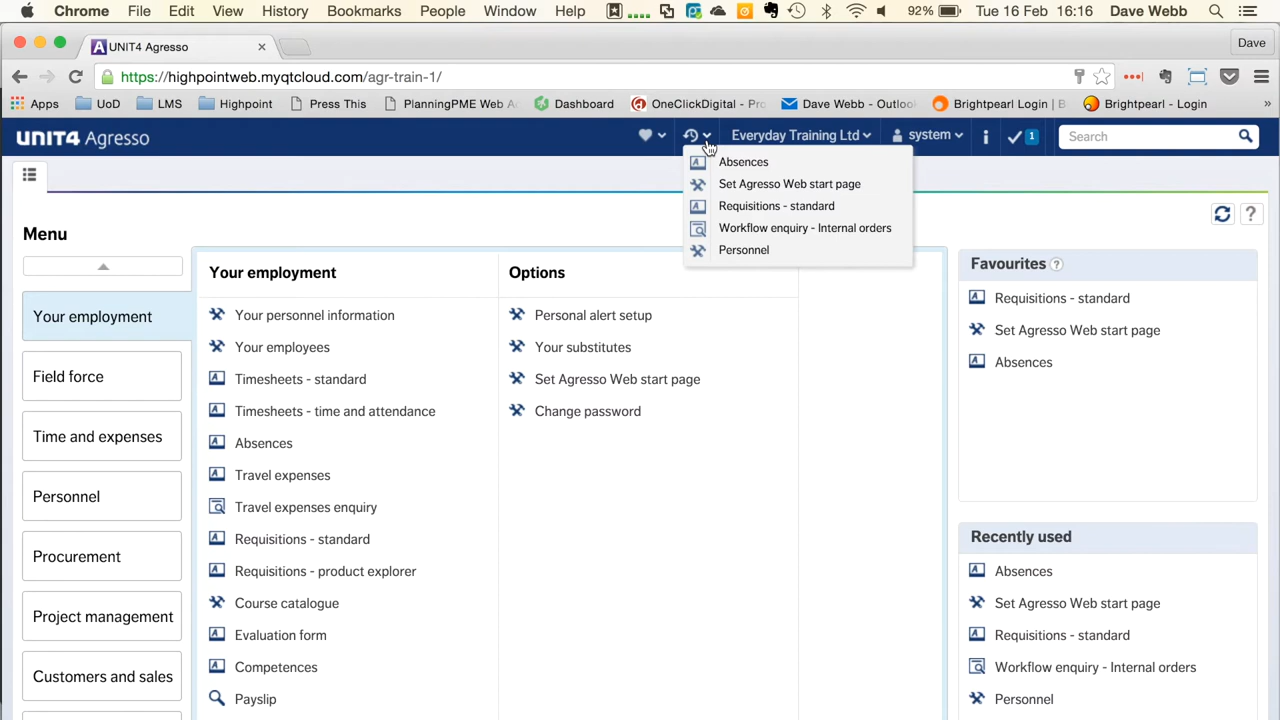 Chrome File Edit View History Bookmarks People Window Help 92% Tue 16 Feb 16:16 Dave Webb
UNIT4 Agresso
Dave
https://highpointweb.myqtcloud.com/agr-train-1/
Apps UoD LMS Highpoint Press This PlanningPME Web A Dashboard OneClickDigital - Pro Dave Webb - Outloo Brightpearl Login | B Brightpearl - Login »
UNIT4 Agresso Everyday Training Ltd system i 1 Search
Absences
Set Agresso Web start page
Requisitions - standard
Workflow enquiry - Internal orders
Personnel
?
Menu
Your employment
Field force
Time and expenses
Personnel
Procurement
Project management
Customers and sales
Your employment
Your personnel information
Your employees
Timesheets - standard
Timesheets - time and attendance
Absences
Travel expenses
Travel expenses enquiry
Requisitions - standard
Requisitions - product explorer
Course catalogue
Evaluation form
Competences
Payslip
Options
Personal alert setup
Your substitutes
Set Agresso Web start page
Change password
Favourites ?
Requisitions - standard
Set Agresso Web start page
Absences
Recently used
Absences
Set Agresso Web start page
Requisitions - standard
Workflow enquiry - Internal orders
Personnel